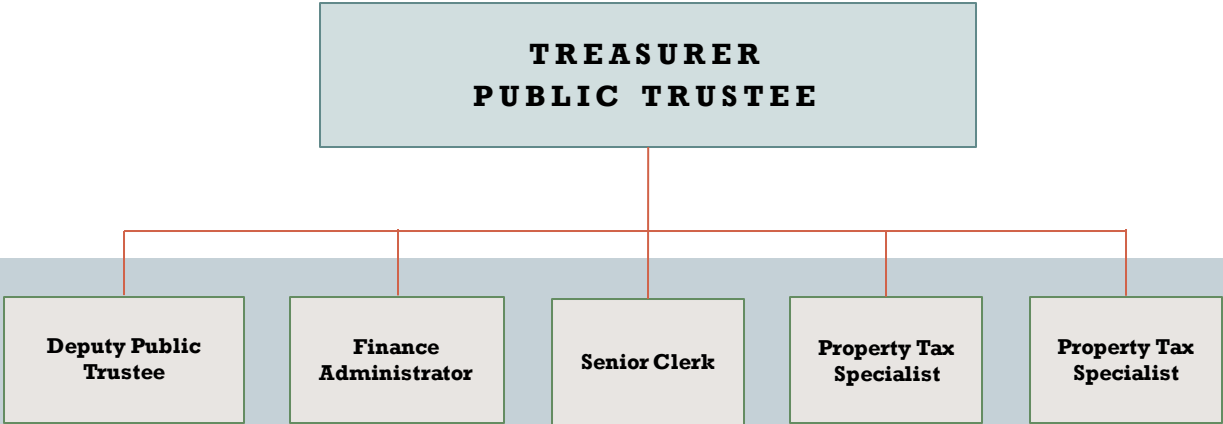 TREASURER
PUBLIC TRUSTEE
Deputy Public
Trustee
Finance
Administrator
Senior Clerk
Property Tax
Specialist
Property Tax
Specialist